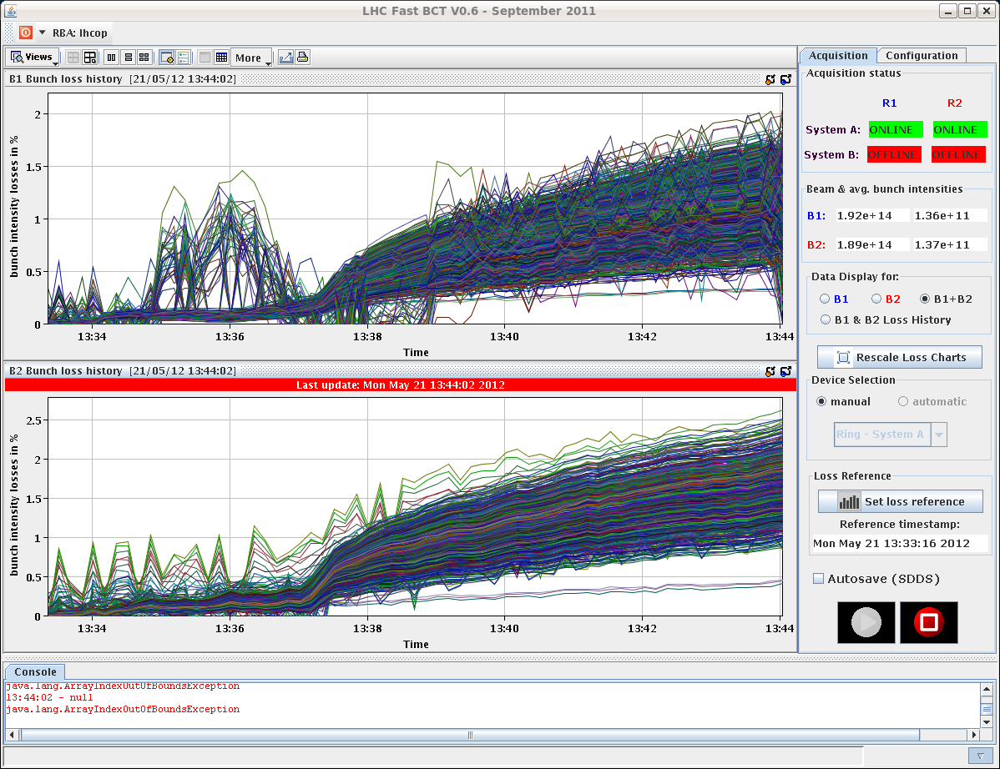 LHC Fast BCT V0.6 - September 2011
RBA: lhcop
Views
More
B1 Bunch loss history [21/05/12 13:44:02]
bunch intensity losses in %
2
1.5
1
0.5
0
13:34 13:36 13:38 13:40 13:42 13:44
Time
B2 Bunch loss history [21/05/12 13:44:02]
Last update: Mon May 21 13:44:02 2012
bunch intensity losses in %
2.5
2
1.5
1
0.5
0
13:34 13:36 13:38 13:40 13:42 13:44
Time
Acquisition Configuration
Acquisition status
R1 R2
System A: ONLINE ONLINE
System B: OFFLINE OFFLINE
Beam & avg. bunch intensities
B1: 1.92e+14 1.36e+11
B2: 1.89e+14 1.37e+11
Data Display for:
B1 B2 B1+B2
B1 & B2 Loss History
Rescale Loss Charts
Device Selection
manual automatic
Ring - System A
Loss Reference
Set loss reference
Reference timestamp:
Mon May 21 13:33:16 2012
Autosave (SDDS)
Console
java.lang.ArrayIndexOutOfBoundsException
13:44:02 - null
java.lang.ArrayIndexOutOfBoundsException